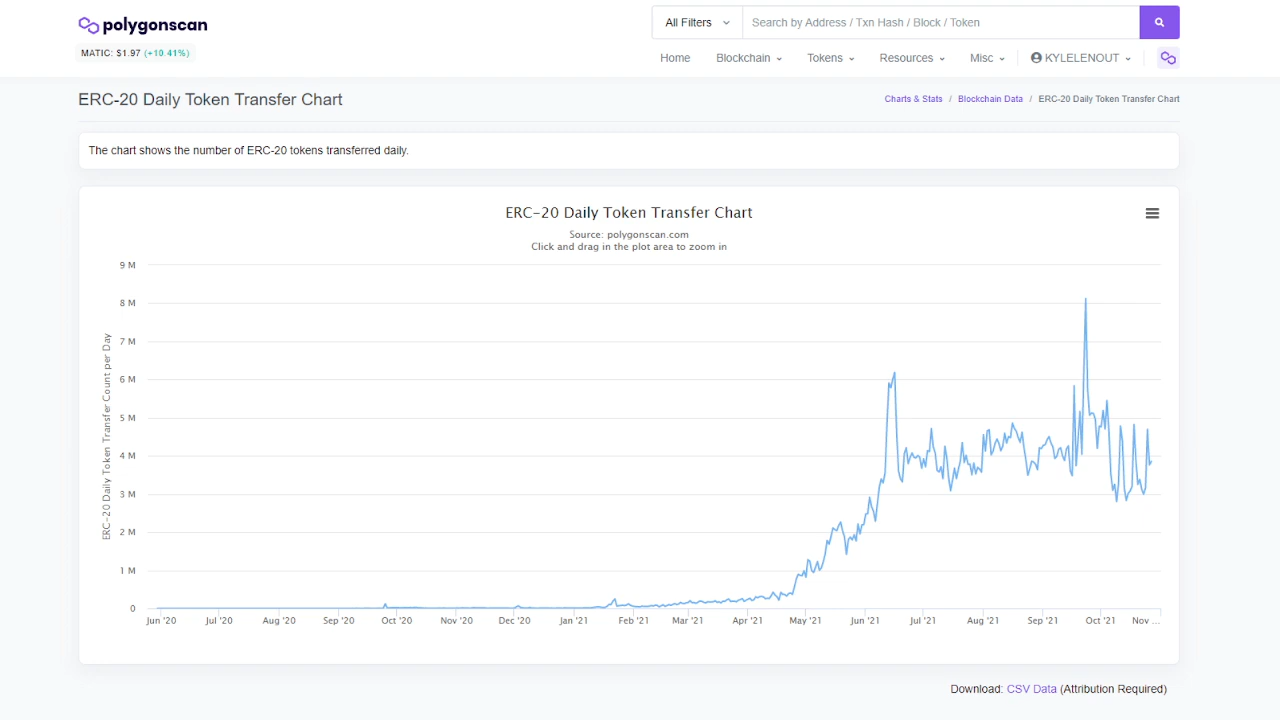 polygonscan
All Filters
Search by Address / Txn Hash / Block / Token
MATIC: $1.97 (+10.41%)
Home Blockchain Tokens Resources Misc KYLELENOUT
ERC-20 Daily Token Transfer Chart
Charts & Stats / Blockchain Data / ERC-20 Daily Token Transfer Chart
The chart shows the number of ERC-20 tokens transferred daily.
ERC-20 Daily Token Transfer Chart
Source: polygonscan.com
Click and drag in the plot area to zoom in
ERC-20 Daily Token Transfer Count per Day
9 M
8 M
7 M
6 M
5 M
4 M
3 M
2 M
1 M
0
Jun '20 Jul '20 Aug '20 Sep '20 Oct '20 Nov '20 Dec '20 Jan '21 Feb '21 Mar '21 Apr '21 May '21 Jun '21 Jul '21 Aug '21 Sep '21 Oct '21 Nov ...
Download: CSV Data (Attribution Required)